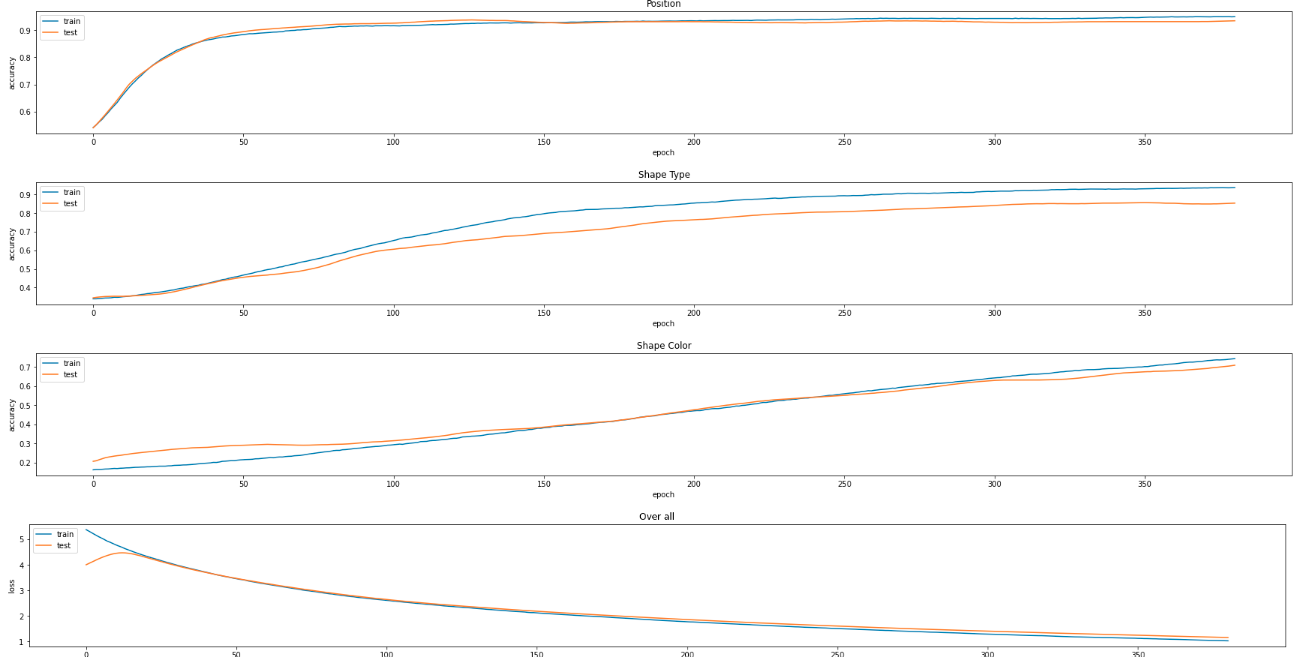 Position
train
test
accuracy
0.9
0.8
0.7
0.6
0 50 100 150 200 250 300 350
epoch
Shape Type
train
test
accuracy
0.9
0.8
0.7
0.6
0.5
0.4
0 50 100 150 200 250 300 350
epoch
Shape Color
train
test
accuracy
0.7
0.6
0.5
0.4
0.3
0.2
0 50 100 150 200 250 300 350
epoch
Over all
train
test
loss
5
4
3
2
1
0 50 100 150 200 250 300 350